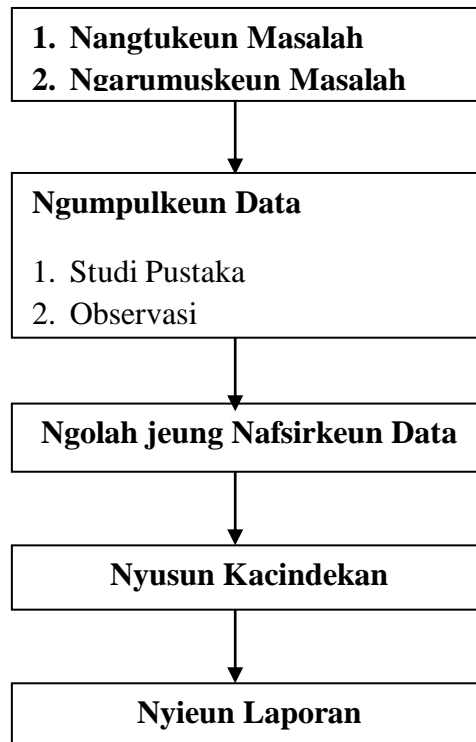 1. Nangtukeun Masalah
2. Ngarumuskeun Masalah
Ngumpulkeun Data
1. Studi Pustaka
2. Observasi
Ngolah jeung Nafsirkeun Data
Nyusun Kacindekan
Nyieun Laporan